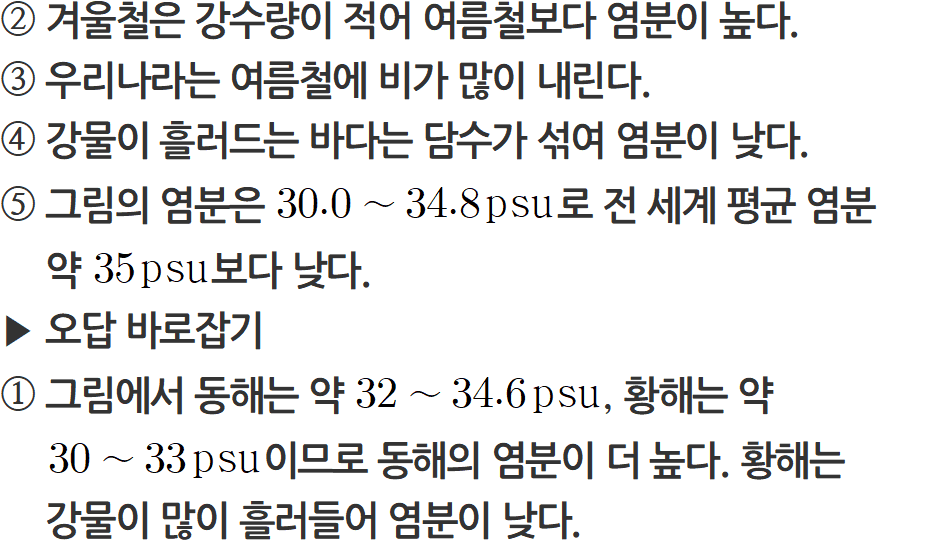 ② 겨울철은 강수량이 적어 여름철보다 염분이 높다.
③ 우리나라는 여름철에 비가 많이 내린다.
④ 강물이 흘러드는 바다는 담수가 섞여 염분이 낮다.
⑤ 그림의 염분은 30.0 ~ 34.8psu로 전 세계 평균 염분
약 35psu보다 낮다.
▶ 오답 바로잡기
① 그림에서 동해는 약 32 ~ 34.6psu, 황해는 약
30 ~ 33psu이므로 동해의 염분이 더 높다. 황해는
강물이 많이 흘러들어 염분이 낮다.